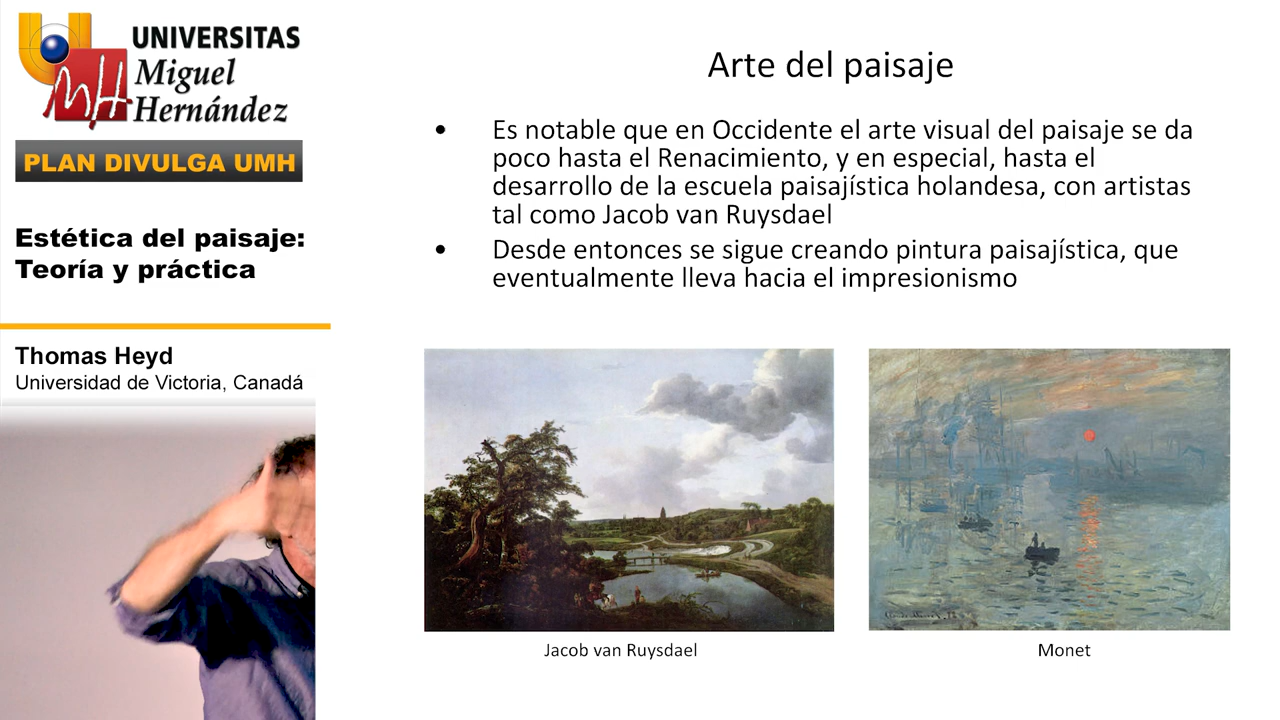 UNIVERSITAS
Miguel
Hernández
PLAN DIVULGA UMH
Estética del paisaje:
Teoría y práctica
Thomas Heyd
Universidad de Victoria, Canadá
Arte del paisaje
• Es notable que en Occidente el arte visual del paisaje se da
poco hasta el Renacimiento, y en especial, hasta el
desarrollo de la escuela paisajística holandesa, con artistas
tal como Jacob van Ruysdael
• Desde entonces se sigue creando pintura paisajística, que
eventualmente lleva hacia el impresionismo
Jacob van Ruysdael
Monet